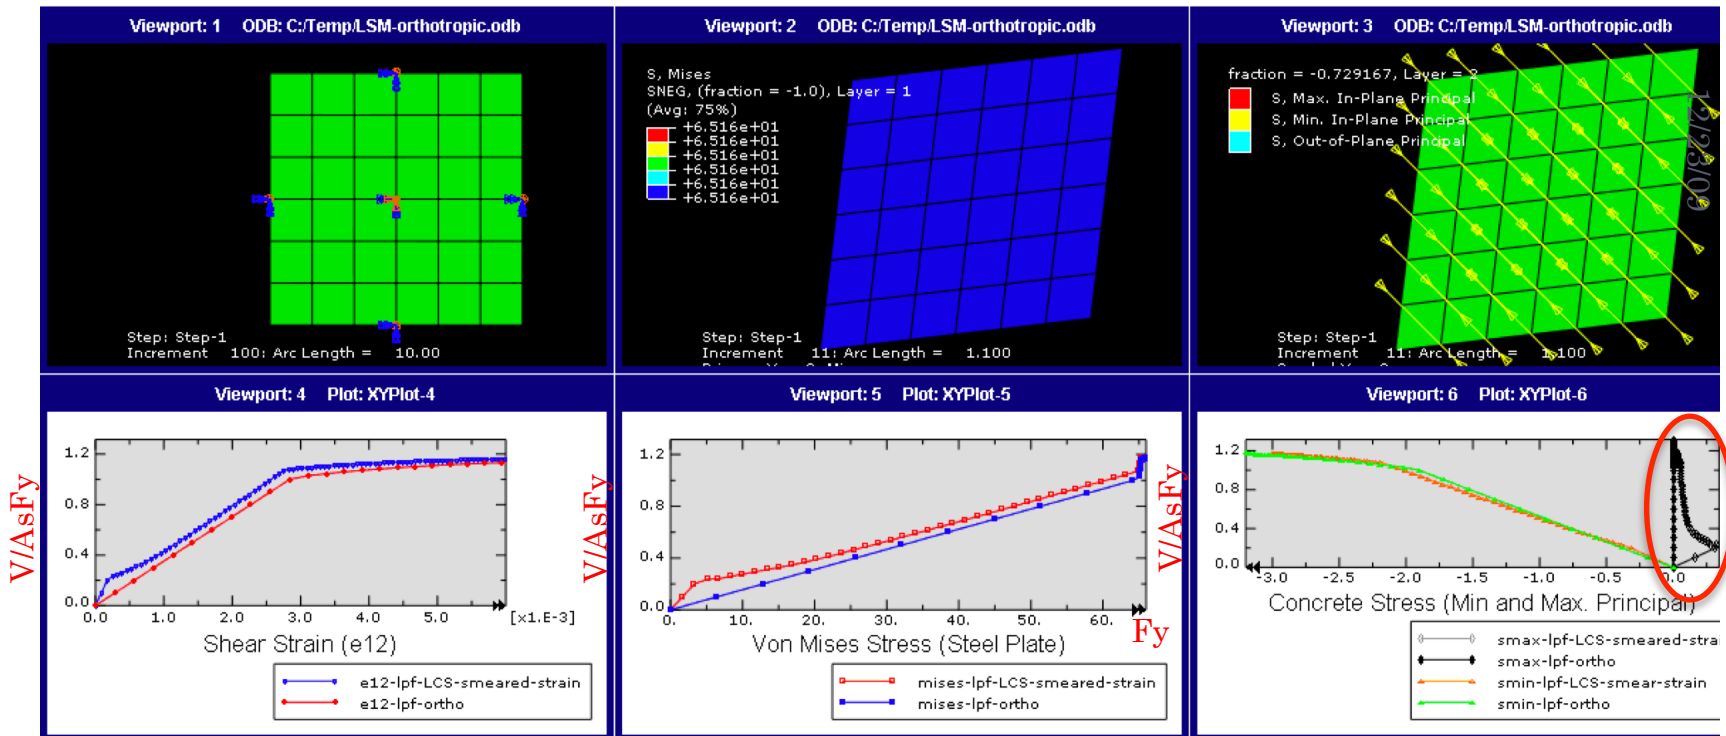 Viewport: 1 ODB: C:/Temp/LSM-orthotropic.odb
Step: Step-1
Increment 100: Arc Length = 10.00
Viewport: 2 ODB: C:/Temp/LSM-orthotropic.odb
S, Mises
SNEG, (fraction = -1.0), Layer = 1
(Avg: 75%)
+6.516e+01
+6.516e+01
+6.516e+01
+6.516e+01
+6.516e+01
+6.516e+01
Step: Step-1
Increment 11: Arc Length = 1.100
Viewport: 3 ODB: C:/Temp/LSM-orthotropic.odb
fraction = -0.729167, Layer = 2
S, Max. In-Plane Principal
S, Min. In-Plane Principal
S, Out-of-Plane Principal
12/23/09
Step: Step-1
Increment 11: Arc Length = 1.100
Viewport: 4 Plot: XYPlot-4
V/AsFy
1.2
0.8
0.4
0.0
0.0 1.0 2.0 3.0 4.0 5.0 [x1.E-3]
Shear Strain (e12)
e12-lpf-LCS-smeared-strain
e12-lpf-ortho
Viewport: 5 Plot: XYPlot-5
V/AsFy
1.2
0.8
0.4
0.0
0. 10. 20. 30. 40. 50. 60. Fy
Von Mises Stress (Steel Plate)
mises-lpf-LCS-smeared-strain
mises-lpf-ortho
Viewport: 6 Plot: XYPlot-6
V/AsFy
1.2
0.8
0.4
0.0
-3.0 -2.5 -2.0 -1.5 -1.0 -0.5 0.0
Concrete Stress (Min and Max. Principal)
smax-lpf-LCS-smeared-strai
smax-lpf-ortho
smin-lpf-LCS-smear-strain
smin-lpf-ortho